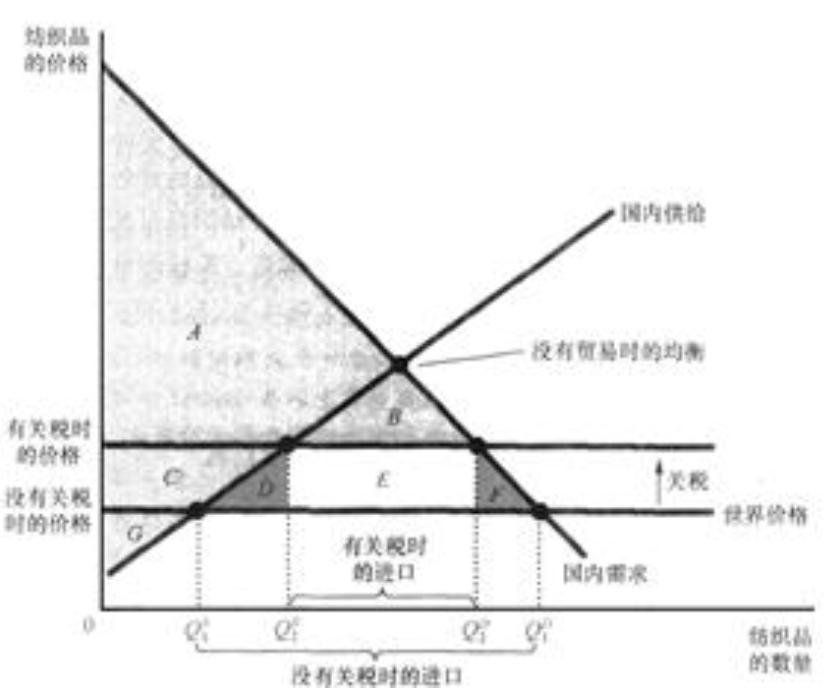 纺织品
的价格
国内供给
A
没有贸易时的均衡
B
有关税时
的价格
C
D
E
F
关税
没有关税
时的价格
世界价格
G
有关税时
的进口
国内需求
0
纺织品
的数量
没有关税时的进口